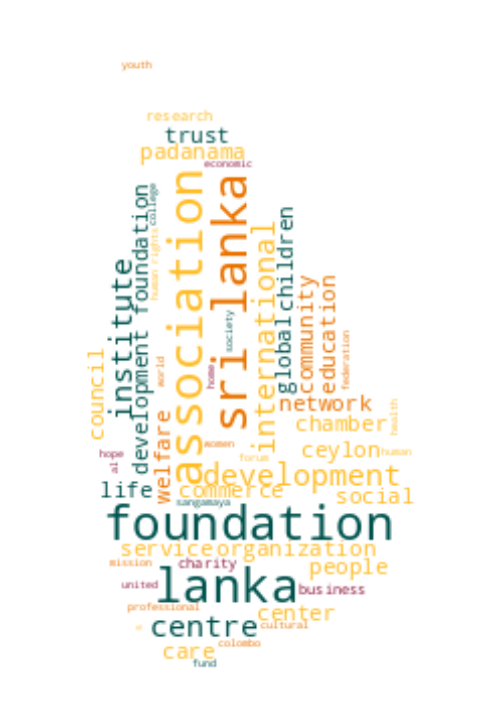 youth
research
trust
padanama
economic
association
sri lanka
development foundation
college
human rights
institute
international
global
children
community
education
federation
society
home
world
council
welfare
network
chamber
health
hope
al
women
forum
ceylon
human
development
life
commerce
social
sangamaya
foundation
service
organization
mission
charity
people
united
lanka
business
professional
center
centre
cultural
colombo
care
fund